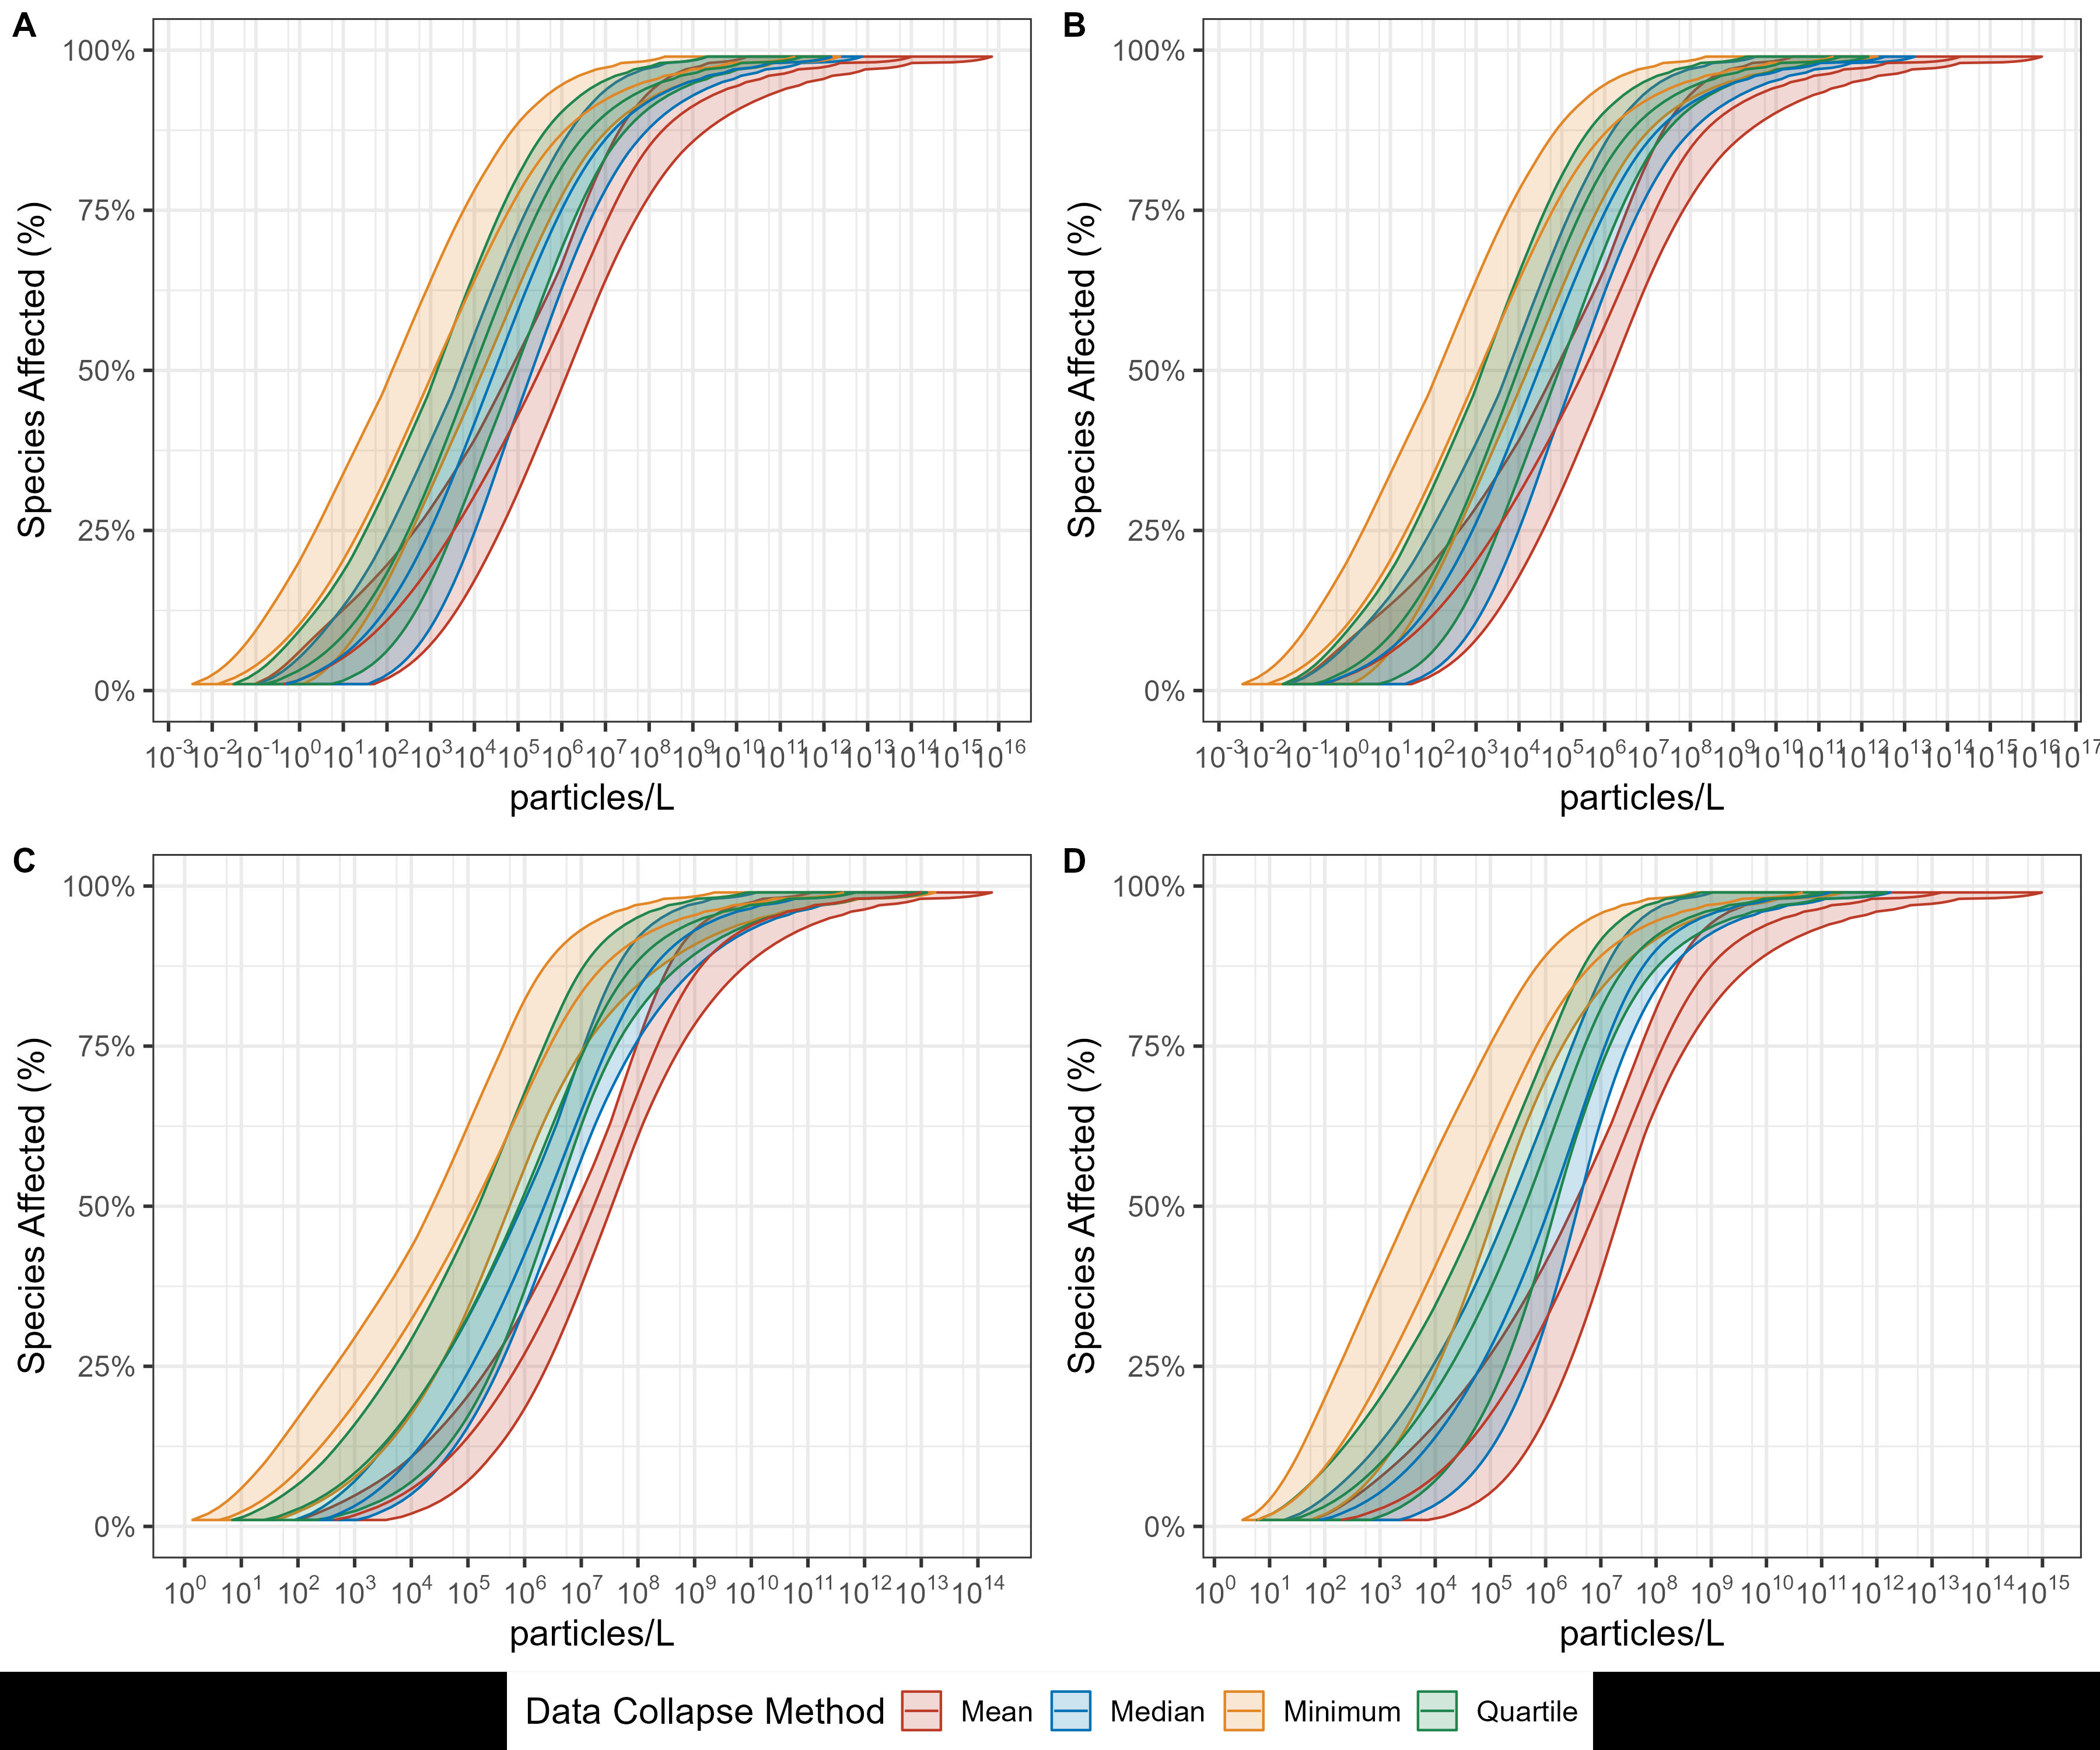 A
100%
75%
50%
25%
0%
Species Affected (%)
10⁻³ 10⁻² 10⁻¹ 10⁰ 10¹ 10² 10³ 10⁴ 10⁵ 10⁶ 10⁷ 10⁸ 10⁹ 10¹⁰ 10¹¹ 10¹² 10¹³ 10¹⁴ 10¹⁵ 10¹⁶
particles/L
B
100%
75%
50%
25%
0%
Species Affected (%)
10⁻³ 10⁻² 10⁻¹ 10⁰ 10¹ 10² 10³ 10⁴ 10⁵ 10⁶ 10⁷ 10⁸ 10⁹ 10¹⁰ 10¹¹ 10¹² 10¹³ 10¹⁴ 10¹⁵ 10¹⁶ 10¹⁷
particles/L
C
100%
75%
50%
25%
0%
Species Affected (%)
10⁰ 10¹ 10² 10³ 10⁴ 10⁵ 10⁶ 10⁷ 10⁸ 10⁹ 10¹⁰ 10¹¹ 10¹² 10¹³ 10¹⁴
particles/L
D
100%
75%
50%
25%
0%
Species Affected (%)
10⁰ 10¹ 10² 10³ 10⁴ 10⁵ 10⁶ 10⁷ 10⁸ 10⁹ 10¹⁰ 10¹¹ 10¹² 10¹³ 10¹⁴ 10¹⁵
particles/L
Data Collapse Method Mean Median Minimum Quartile